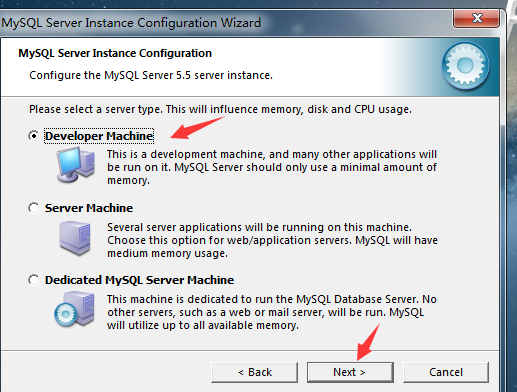 MySQL Server Instance Configuration Wizard
MySQL Server Instance Configuration
Configure the MySQL Server 5.5 server instance.
Please select a server type. This will influence memory, disk and CPU usage.
Developer Machine
This is a development machine, and many other applications will
be run on it. MySQL Server should only use a minimal amount of
memory.
Server Machine
Several server applications will be running on this machine.
Choose this option for web/application servers. MySQL will have
medium memory usage.
Dedicated MySQL Server Machine
This machine is dedicated to run the MySQL Database Server. No
other servers, such as a web or mail server, will be run. MySQL
will utilize up to all available memory.
< Back
Next >
Cancel